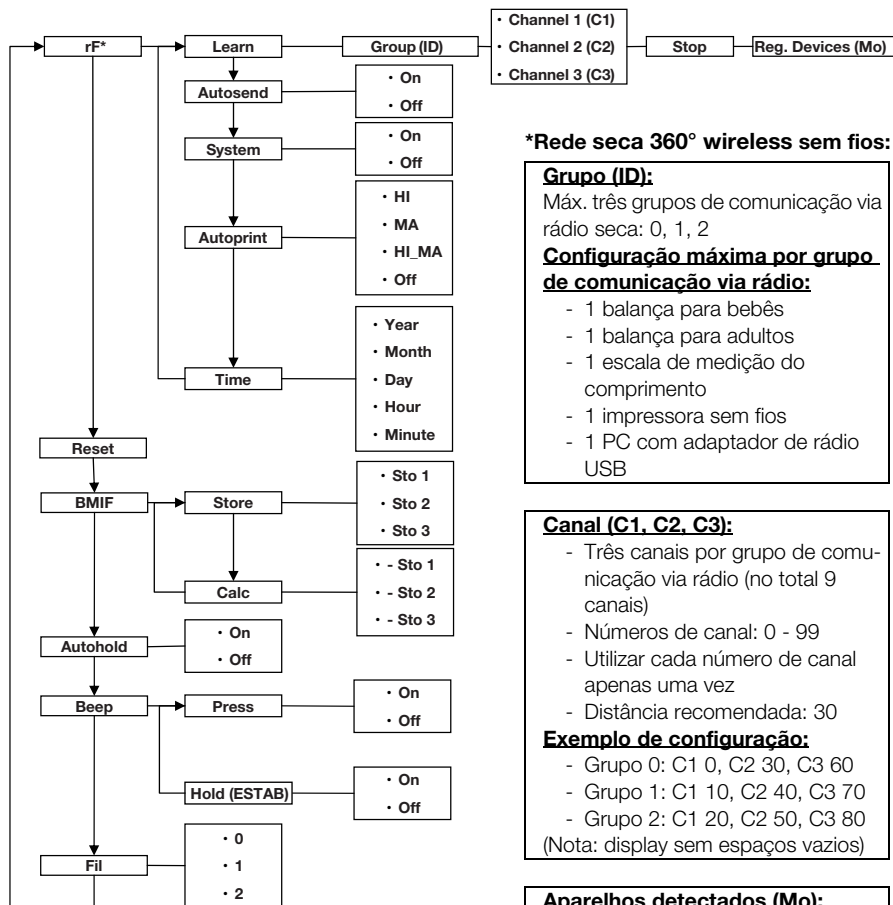 rF*
Learn
Group (ID)
• Channel 1 (C1)
• Channel 2 (C2)
• Channel 3 (C3)
Stop
Reg. Devices (Mo)
Autosend
• On
• Off
System
• On
• Off
Autoprint
• HI
• MA
• HI_MA
• Off
Time
• Year
• Month
• Day
• Hour
• Minute
Reset
BMIF
Store
• Sto 1
• Sto 2
• Sto 3
Calc
• - Sto 1
• - Sto 2
• - Sto 3
Autohold
• On
• Off
Beep
Press
• On
• Off
Hold (ESTAB)
• On
• Off
Fil
• 0
• 1
• 2
*Rede seca 360° wireless sem fios:
Grupo (ID):
Máx. três grupos de comunicação via
rádio seca: 0, 1, 2
Configuração máxima por grupo
de comunicação via rádio:
- 1 balança para bebês
- 1 balança para adultos
- 1 escala de medição do
comprimento
- 1 impressora sem fios
- 1 PC com adaptador de rádio
USB
Canal (C1, C2, C3):
- Três canais por grupo de comu-
nicação via rádio (no total 9
canais)
- Números de canal: 0 - 99
- Utilizar cada número de canal
apenas uma vez
- Distância recomendada: 30
Exemplo de configuração:
- Grupo 0: C1 0, C2 30, C3 60
- Grupo 1: C1 10, C2 40, C3 70
- Grupo 2: C1 20, C2 50, C3 80
(Nota: display sem espaços vazios)
Aparelhos detectados (Mo):